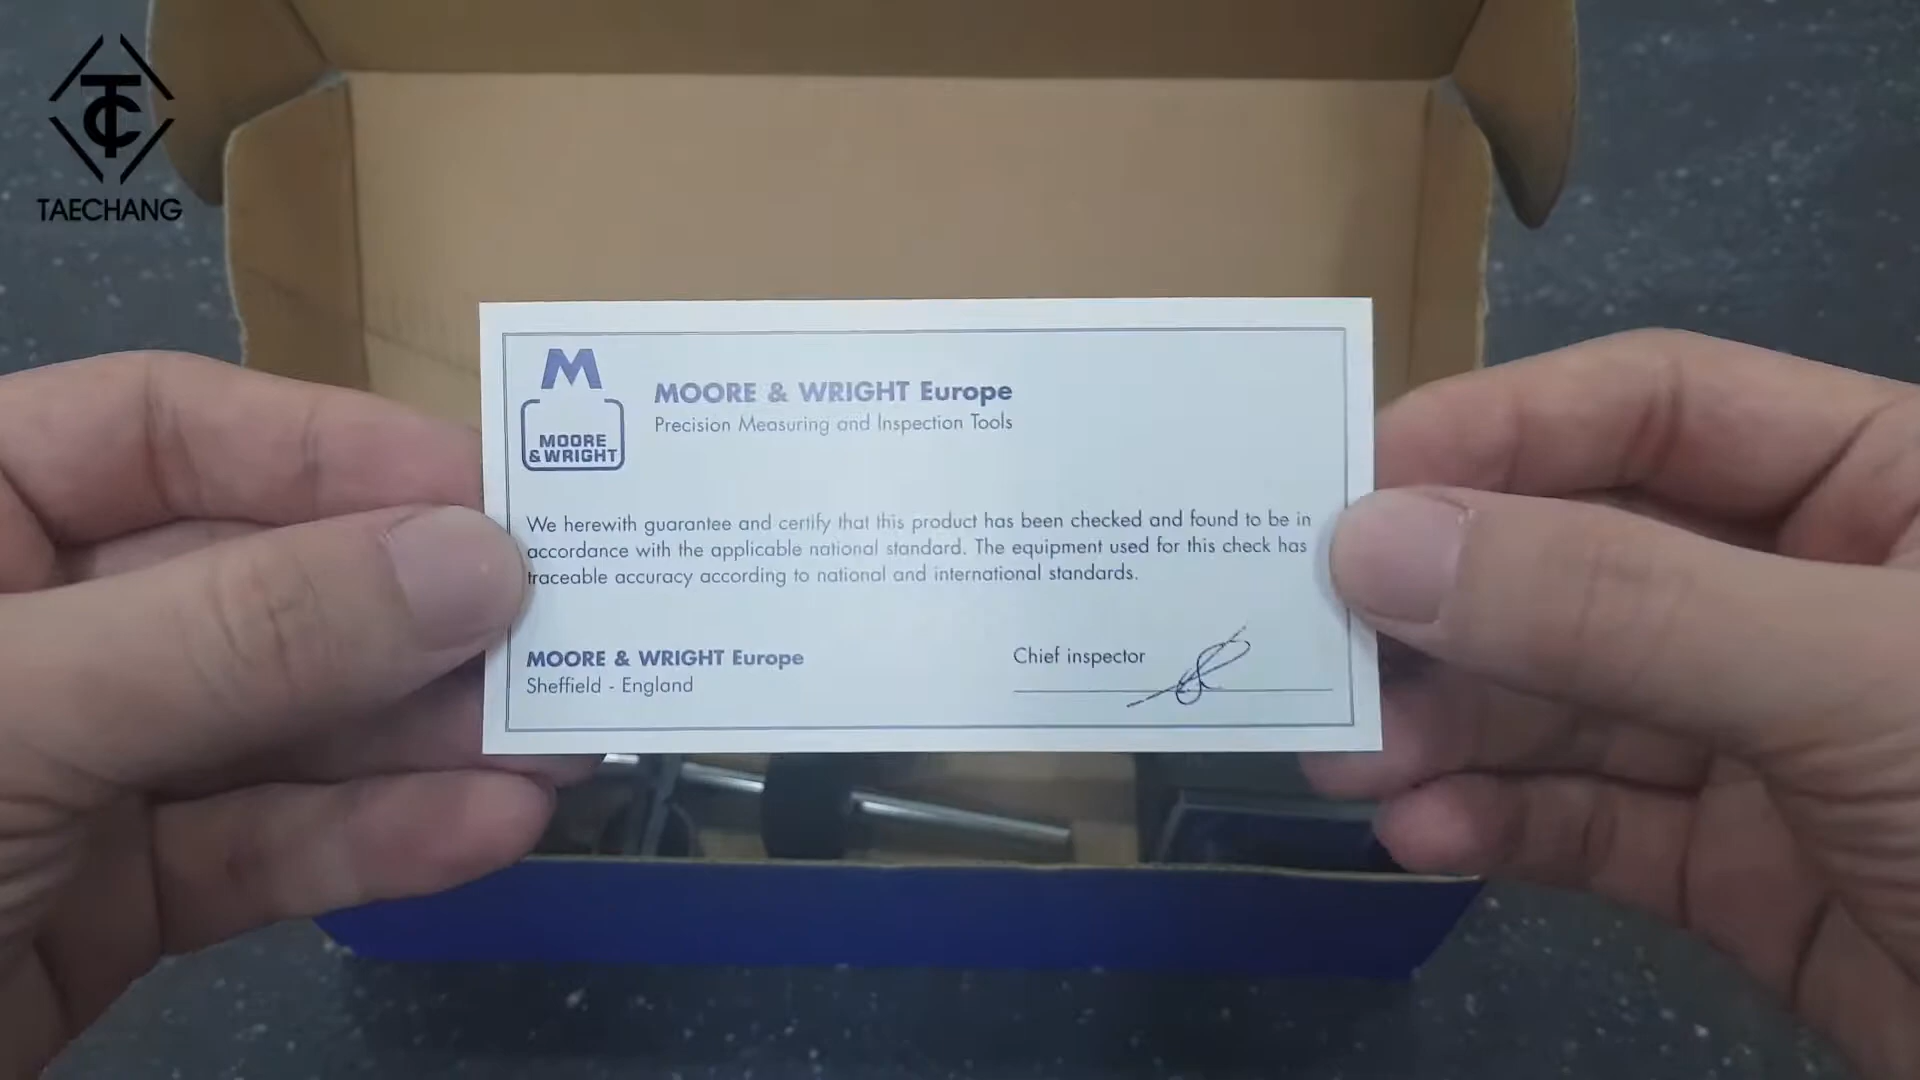 TC
TAECHANG
M
MOORE
& WRIGHT
MOORE & WRIGHT Europe
Precision Measuring and Inspection Tools
We herewith guarantee and certify that this product has been checked and found to be in
accordance with the applicable national standard. The equipment used for this check has
traceable accuracy according to national and international standards.
MOORE & WRIGHT Europe
Sheffield - England
Chief inspector